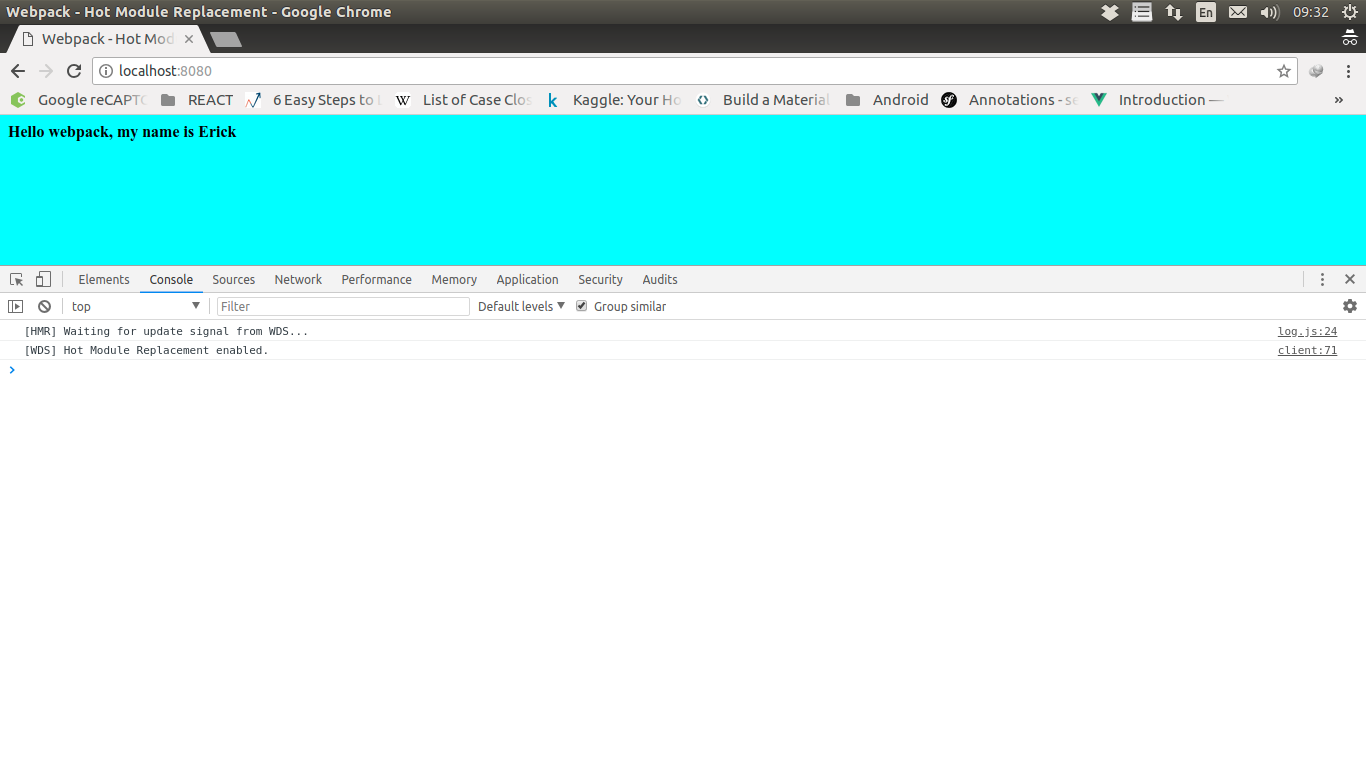 Webpack - Hot Module Replacement - Google Chrome
En
09:32
Webpack - Hot Mod
localhost:8080
Google reCAPTC REACT 6 Easy Steps to L W List of Case Clos k Kaggle: Your Ho Build a Material Android sf Annotations - se Introduction — »
Hello webpack, my name is Erick
Elements Console Sources Network Performance Memory Application Security Audits
top Filter Default levels Group similar
[HMR] Waiting for update signal from WDS... log.js:24
[WDS] Hot Module Replacement enabled. client:71